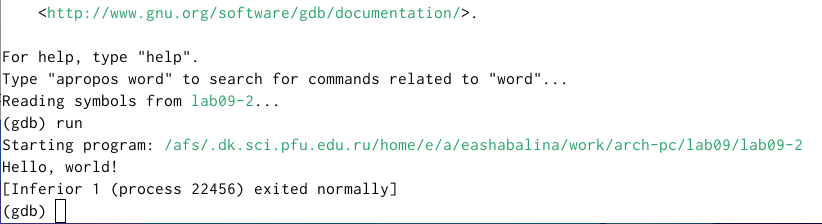 <http://www.gnu.org/software/gdb/documentation/>.
For help, type "help".
Type "apropos word" to search for commands related to "word"...
Reading symbols from lab09-2...
(gdb) run
Starting program: /afs/.dk.sci.pfu.edu.ru/home/e/a/eashabalina/work/arch-pc/lab09/lab09-2
Hello, world!
[Inferior 1 (process 22456) exited normally]
(gdb)